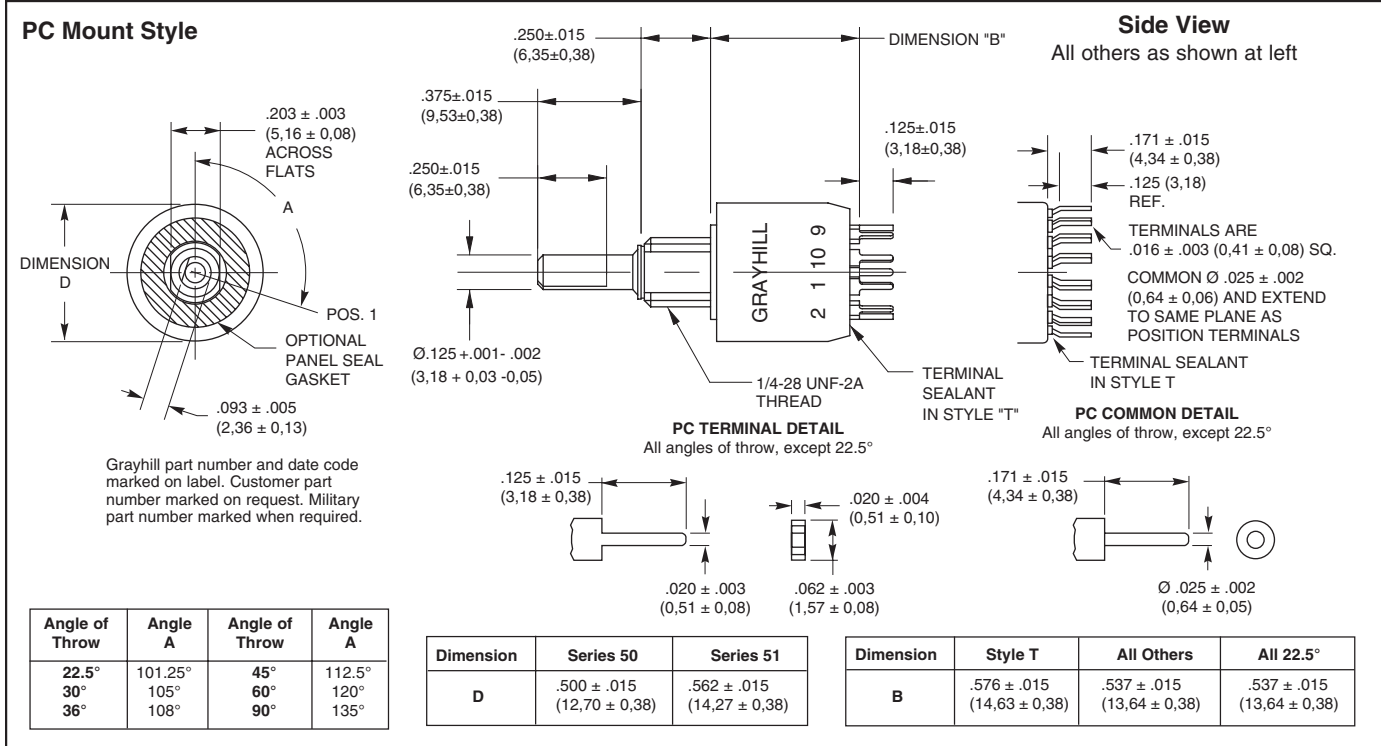 PC Mount Style
Side View
All others as shown at left
.250±.015
(6,35±0,38)
DIMENSION "B"
.375±.015
(9,53±0,38)
.203 ± .003
(5,16 ± 0,08)
ACROSS
FLATS
.125±.015
(3,18±0,38)
.171 ± .015
(4,34 ± 0,38)
.125 (3,18)
REF.
.250±.015
(6,35±0,38)
A
DIMENSION
D
GRAYHILL
2 1 10 9
TERMINALS ARE
.016 ± .003 (0,41 ± 0,08) SQ.
COMMON Ø .025 ± .002
(0,64 ± 0,06) AND EXTEND
TO SAME PLANE AS
POSITION TERMINALS
POS. 1
OPTIONAL
PANEL SEAL
GASKET
Ø.125 +.001- .002
(3,18 + 0,03 -0,05)
1/4-28 UNF-2A
THREAD
TERMINAL
SEALANT
IN STYLE "T"
TERMINAL SEALANT
IN STYLE T
.093 ± .005
(2,36 ± 0,13)
PC TERMINAL DETAIL
All angles of throw, except 22.5°
PC COMMON DETAIL
All angles of throw, except 22.5°
Grayhill part number and date code
marked on label. Customer part
number marked on request. Military
part number marked when required.
.125 ± .015
(3,18 ± 0,38)
.020 ± .004
(0,51 ± 0,10)
.171 ± .015
(4,34 ± 0,38)
.020 ± .003
(0,51 ± 0,08)
.062 ± .003
(1,57 ± 0,08)
Ø .025 ± .002
(0,64 ± 0,05)
Angle of Throw Angle A Angle of Throw Angle A
22.5° 101.25° 45° 112.5°
30° 105° 60° 120°
36° 108° 90° 135°
Dimension Series 50 Series 51
D .500 ± .015 (12,70 ± 0,38) .562 ± .015 (14,27 ± 0,38)
Dimension Style T All Others All 22.5°
B .576 ± .015 (14,63 ± 0,38) .537 ± .015 (13,64 ± 0,38) .537 ± .015 (13,64 ± 0,38)